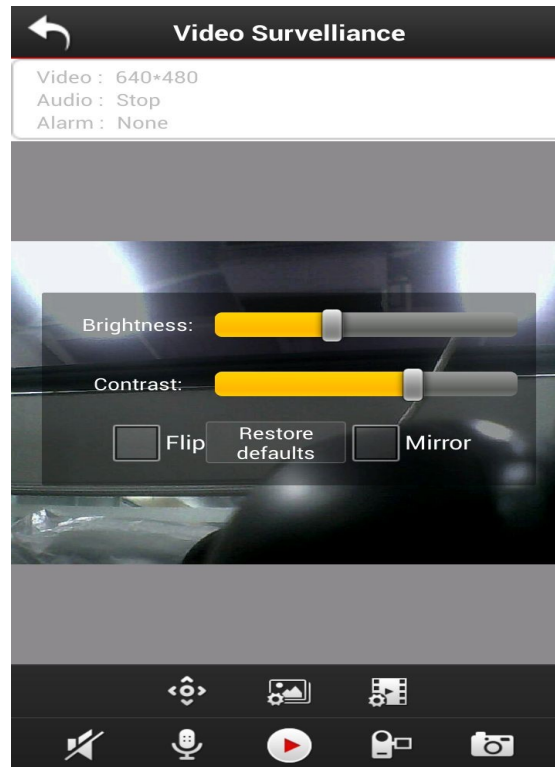 Video Survelliance
Video : 640*480
Audio : Stop
Alarm : None
Brightness:
Contrast:
Flip
Restore
defaults
Mirror